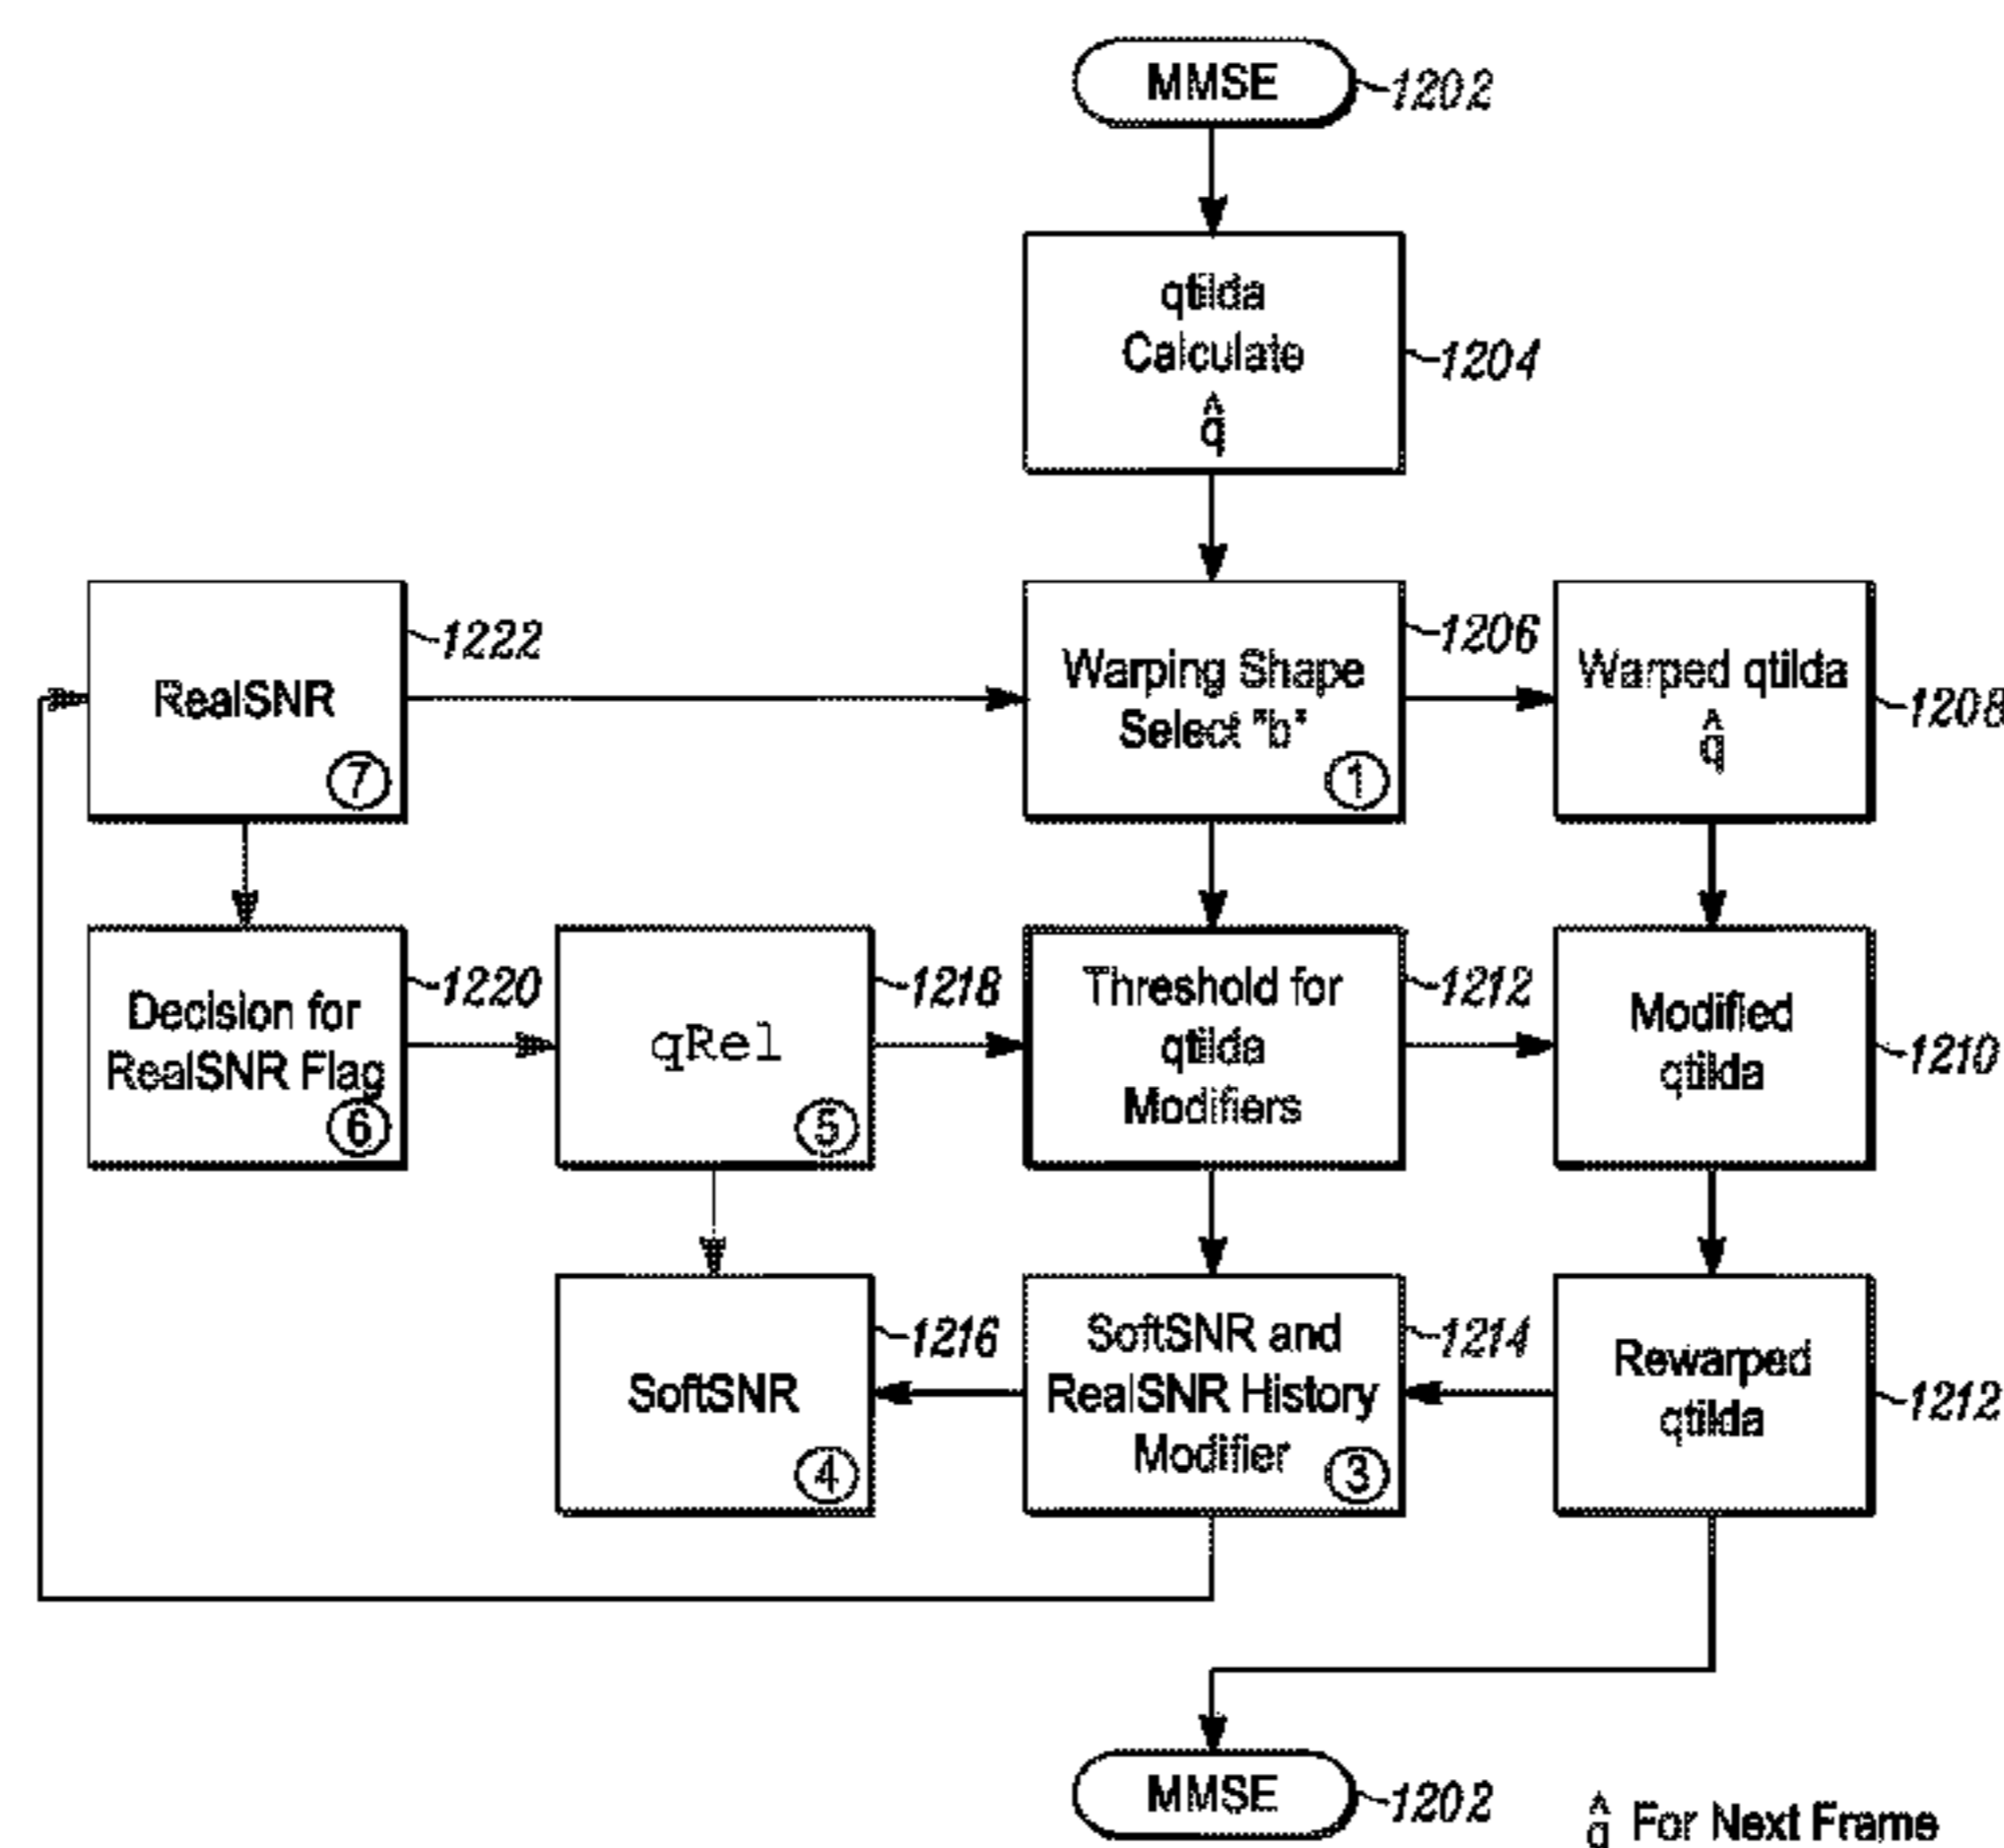 MMSE
1202
qtilda
Calculate
q̂
1204
RealSNR
7
1222
Warping Shape
Select "b"
1
1206
Warped qtilda
q̂
1208
Decision for
RealSNR Flag
6
1220
qRel
5
1218
Threshold for
qtilda
Modifiers
1212
Modified
qtilda
1210
SoftSNR
4
1216
SoftSNR and
RealSNR History
Modifier
3
1214
Rewarped
qtilda
1212
MMSE
1202
q̂ For Next Frame